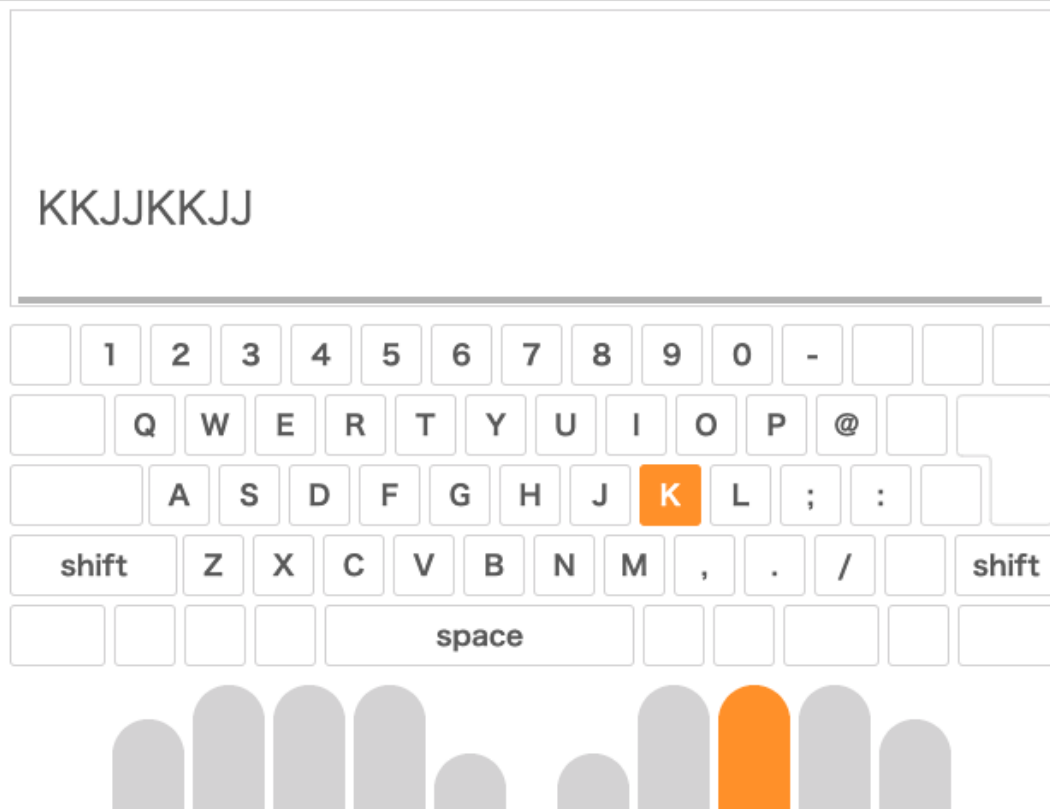 KKJJKKJJ
1 2 3 4 5 6 7 8 9 0 -
Q W E R T Y U I O P @
A S D F G H J K L ; :
shift Z X C V B N M , . / shift
space